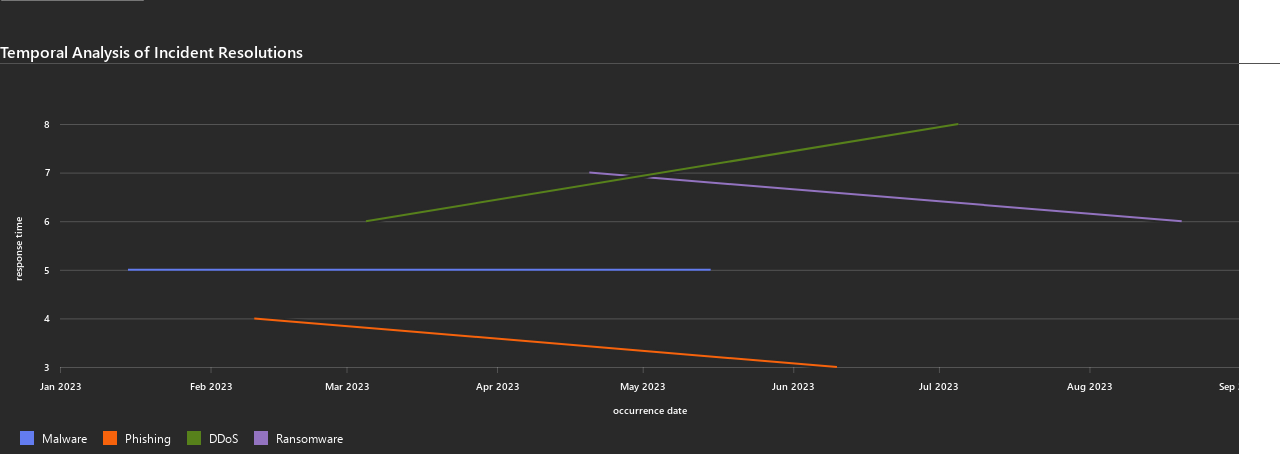 Temporal Analysis of Incident Resolutions
8
7
6
5
4
3
response time
Jan 2023 Feb 2023 Mar 2023 Apr 2023 May 2023 Jun 2023 Jul 2023 Aug 2023 Sep
occurrence date
Malware Phishing DDoS Ransomware